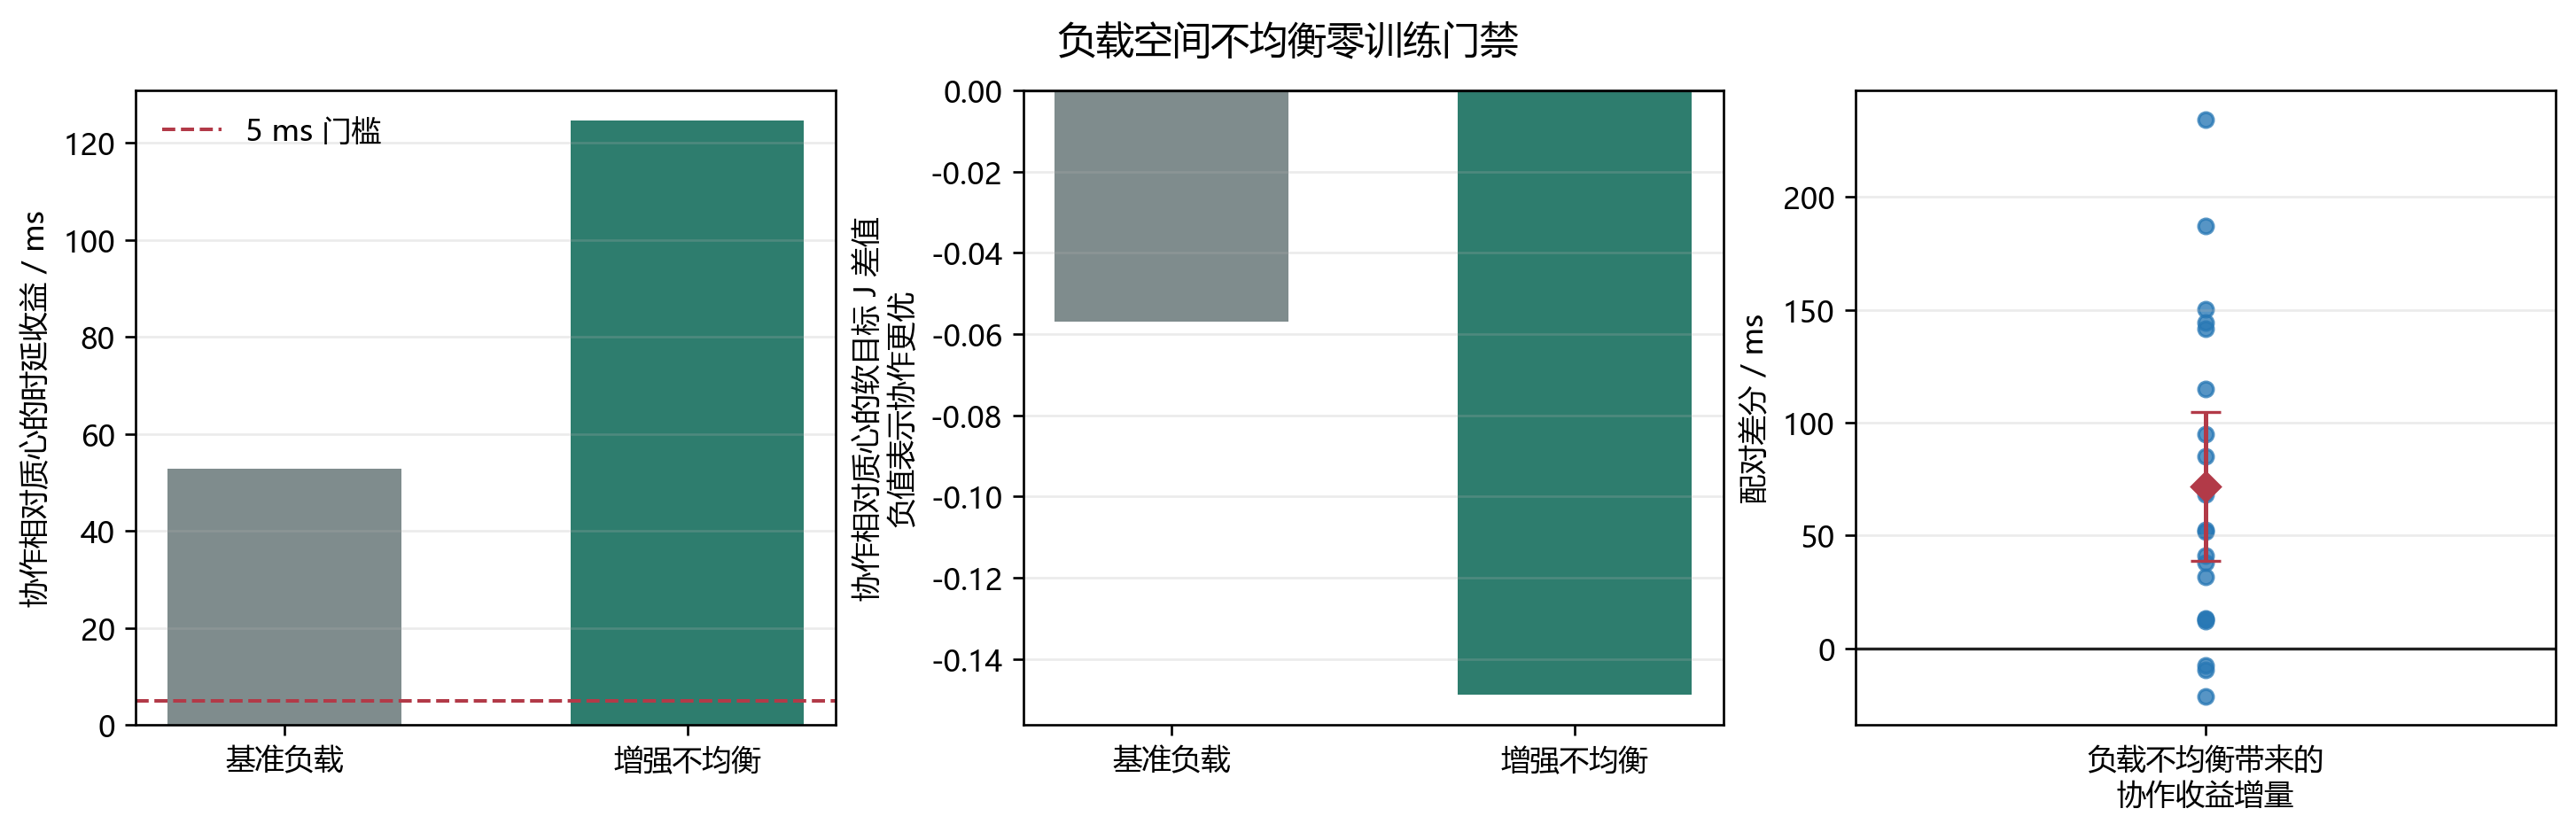 负载空间不均衡零训练门禁
协作相对质心的时延收益 / ms
120
100
80
60
40
20
0
5 ms 门槛
基准负载
增强不均衡
协作相对质心的软目标 J 差值
负值表示协作更优
0.00
-0.02
-0.04
-0.06
-0.08
-0.10
-0.12
-0.14
基准负载
增强不均衡
配对差分 / ms
200
150
100
50
0
负载不均衡带来的
协作收益增量